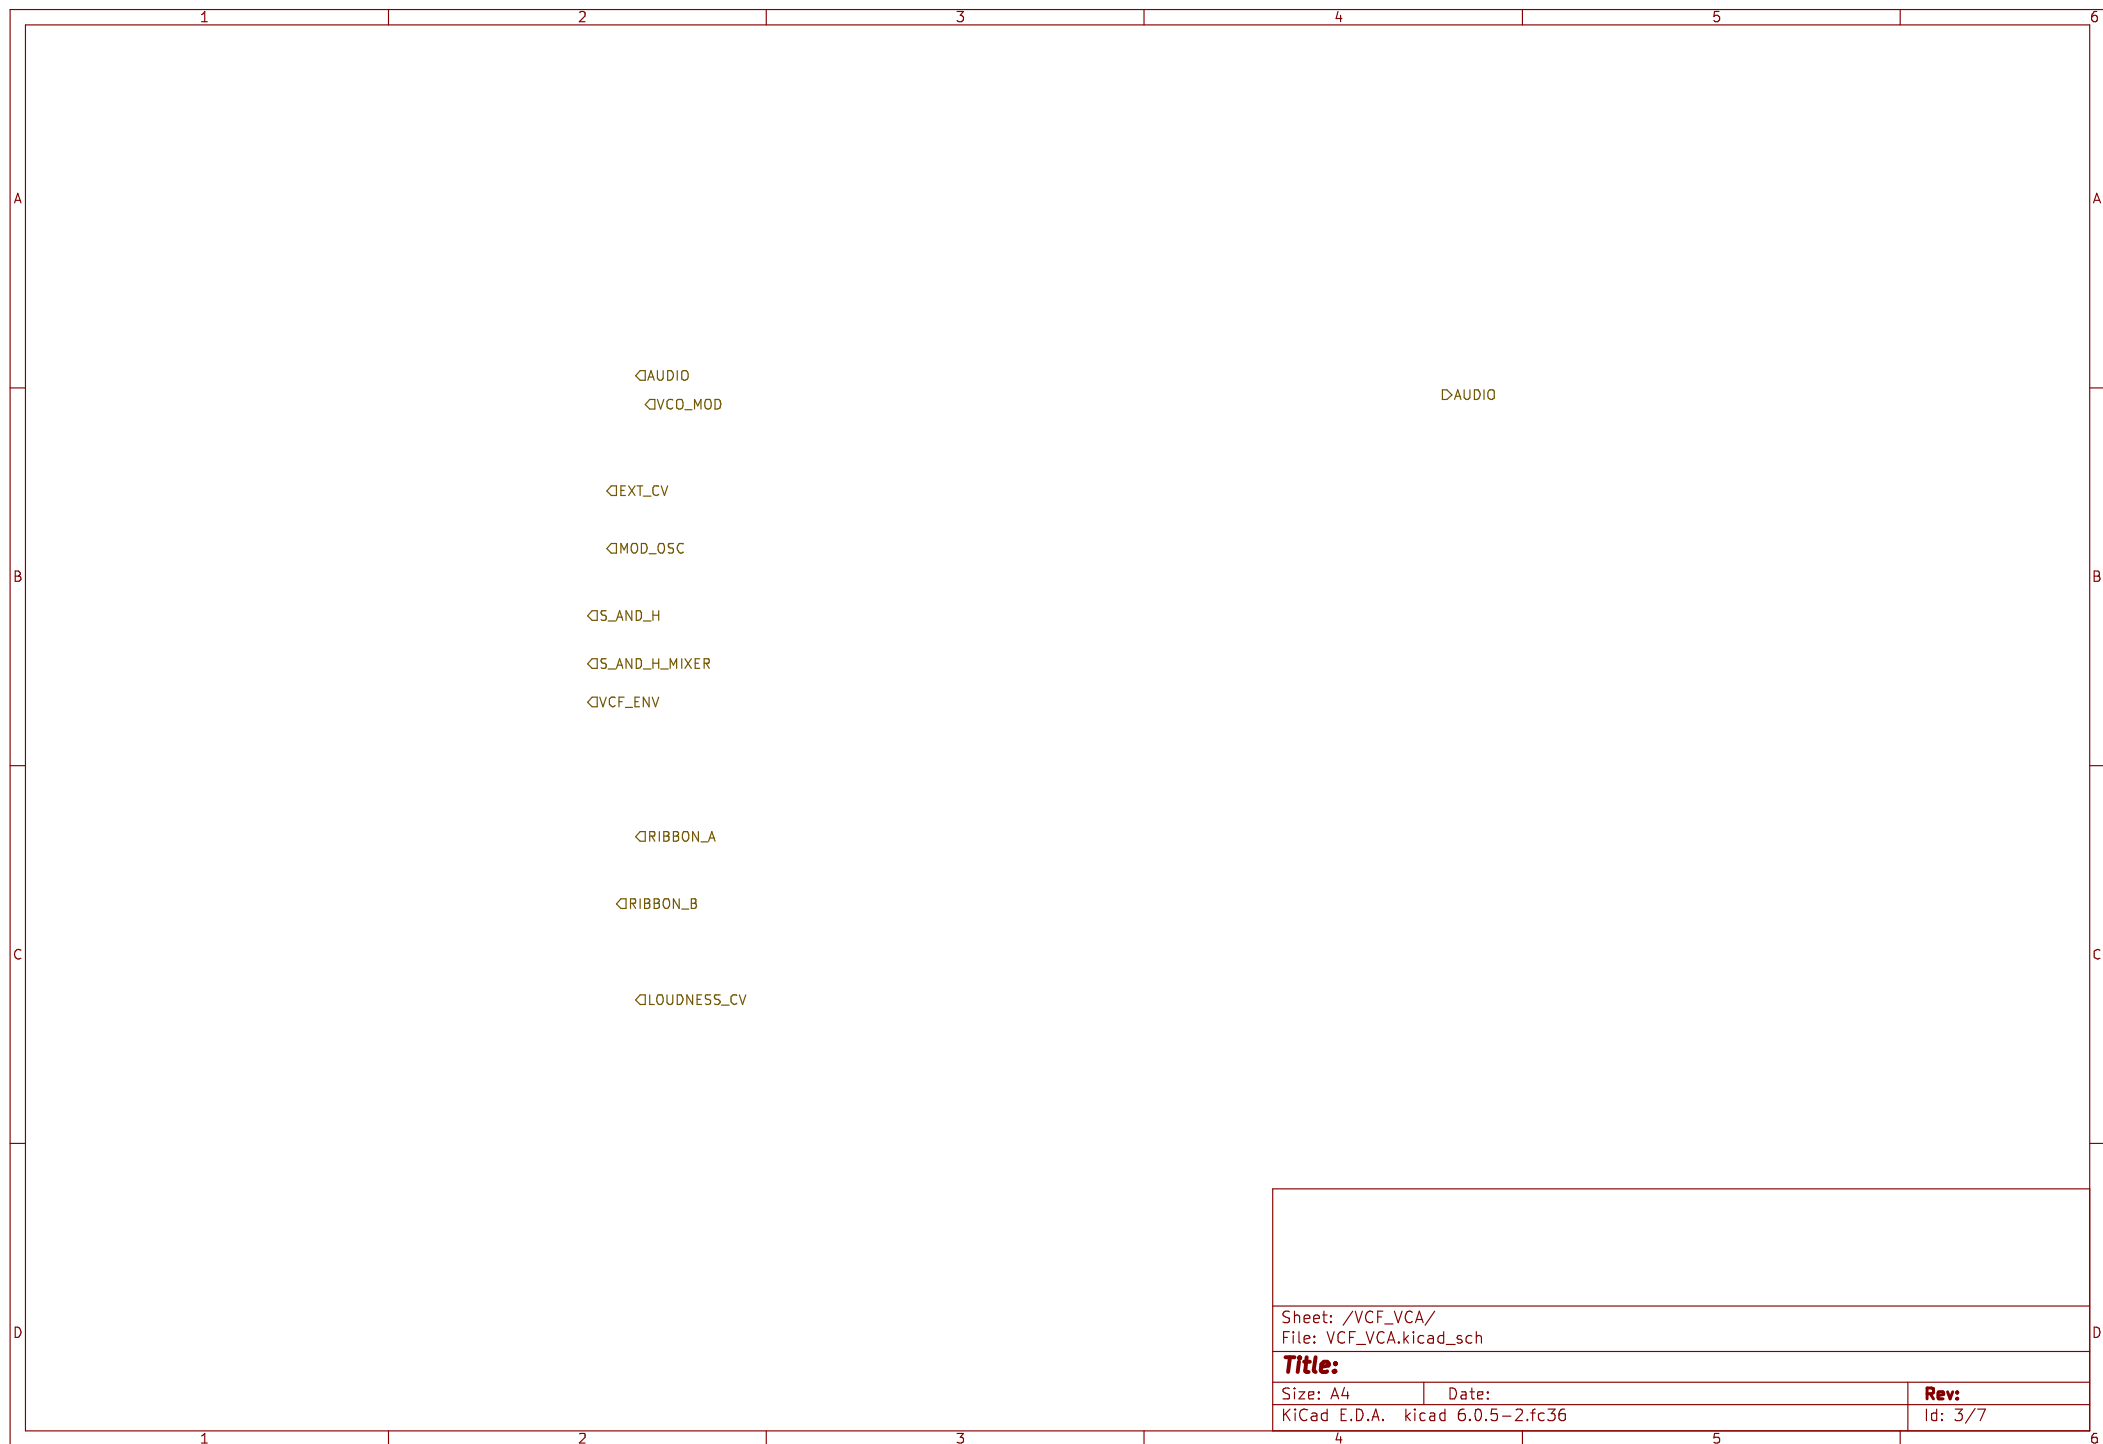 1 2 3 4 5 6
A A
AUDIO
AUDIO
VCO_MOD
EXT_CV
MOD_OSC
B B
S_AND_H
S_AND_H_MIXER
VCF_ENV
RIBBON_A
RIBBON_B
C C
LOUDNESS_CV
Sheet: /VCF_VCA/
File: VCF_VCA.kicad_sch
D D
Title:
Size: A4 Date: Rev:
KiCad E.D.A. kicad 6.0.5-2.fc36 Id: 3/7
1 2 3 4 5 6